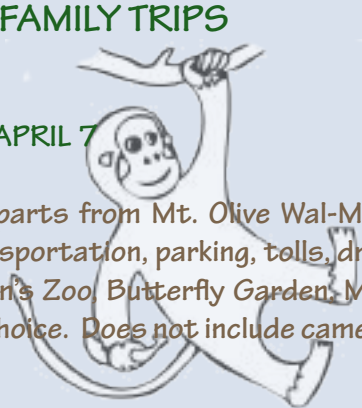 FAMILY TRIPS
APRIL 7
parts from Mt. Olive Wal-M
sportation, parking, tolls, dr
n's Zoo, Butterfly Garden, M
hoice. Does not include came